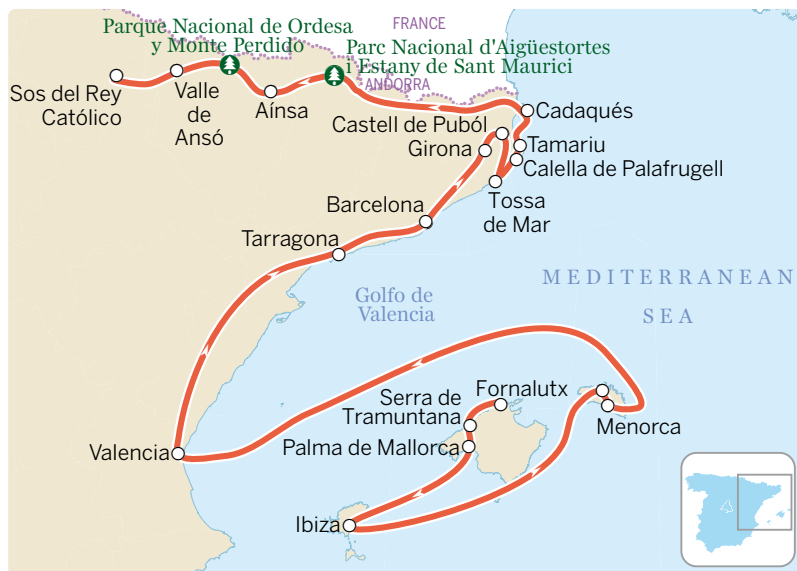 FRANCE
Parque Nacional de Ordesa
y Monte Perdido
Parc Nacional d'Aigüestortes
i Estany de Sant Maurici
ANDORRA
Sos del Rey
Católico
Valle
de
Ansó
Aínsa
Cadaqués
Castell de Puból
Girona
Tamariu
Calella de Palafrugell
Tossa
de Mar
Barcelona
Tarragona
MEDITERRANEAN
SEA
Golfo de
Valencia
Fornalutx
Serra de
Tramuntana
Menorca
Palma de Mallorca
Valencia
Ibiza